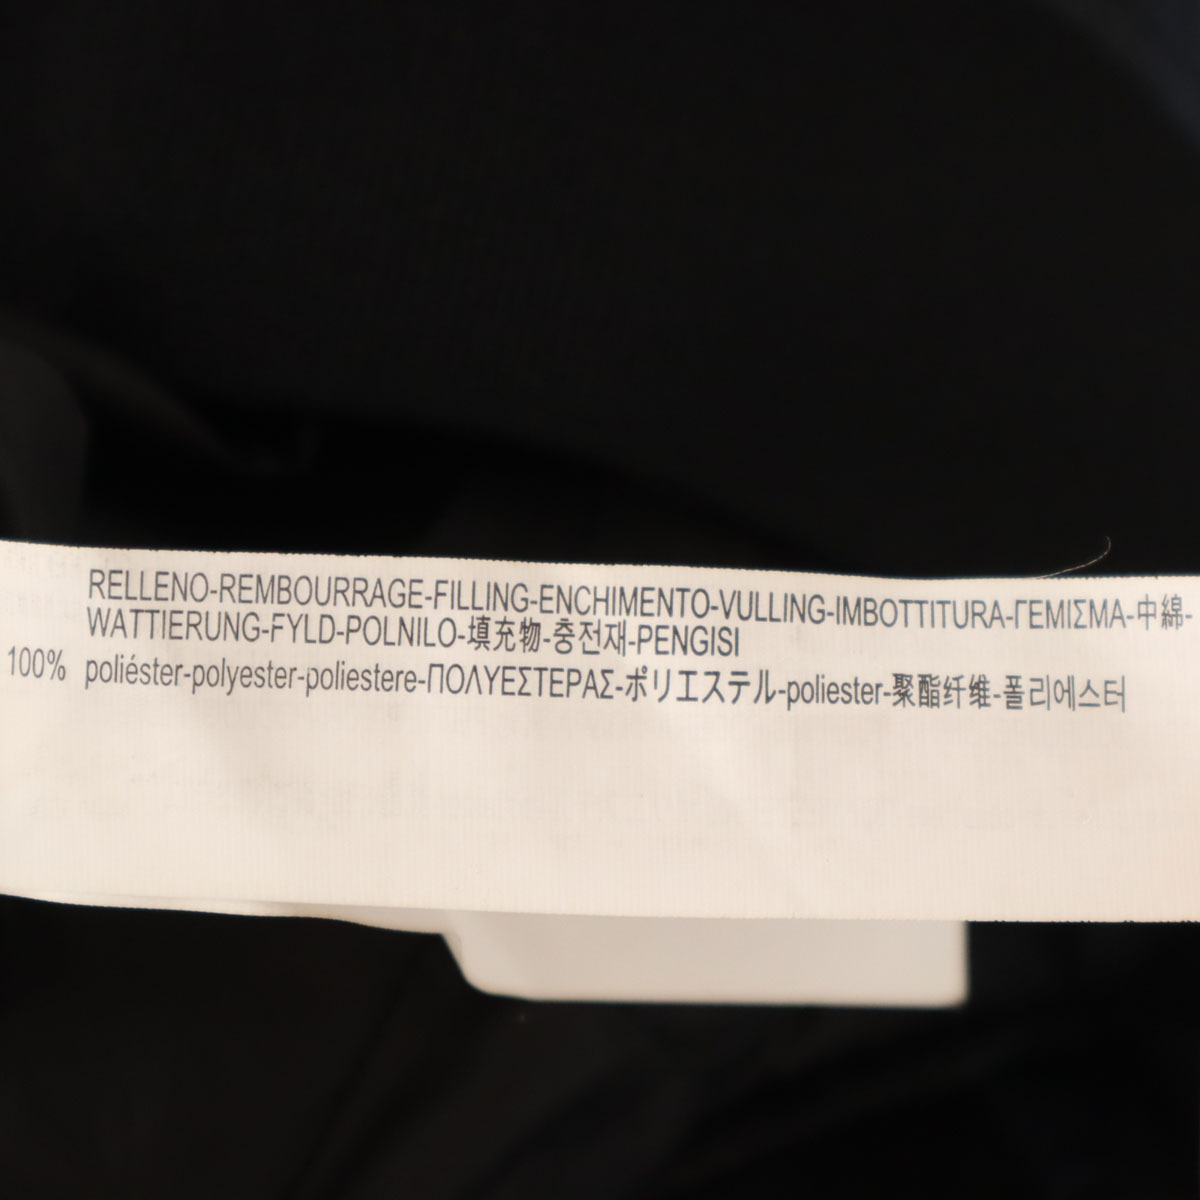 RELLENO-REMBOURRAGE-FILLING-ENCHIMENTO-VULLING-IMBOTTITURA-ΓΕΜΙΣΜΑ-中綿-
WATTIERUNG-FYLD-POLNILO-填充物-충전재-PENGISI
100% poliéster-polyester-poliestere-ΠΟΛΥΕΣΤΕΡΑΣ-ポリエステル-poliester-聚酯纤维-폴리에스터